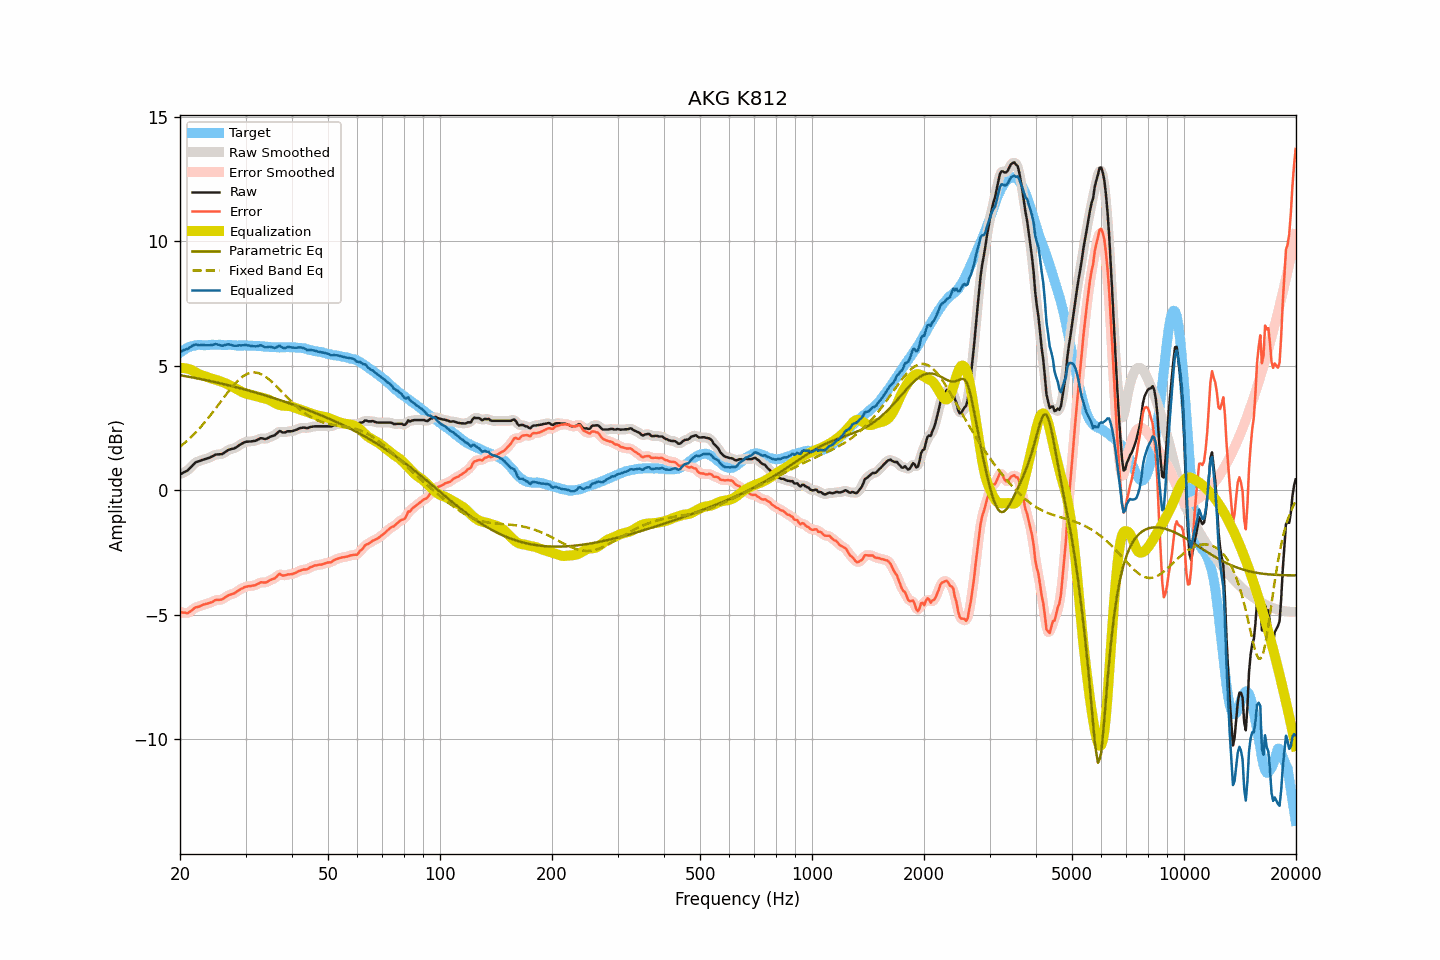 AKG K812
15
10
5
0
−5
−10
Amplitude (dBr)
Target
Raw Smoothed
Error Smoothed
Raw
Error
Equalization
Parametric Eq
Fixed Band Eq
Equalized
20 50 100 200 500 1000 2000 5000 10000 20000
Frequency (Hz)